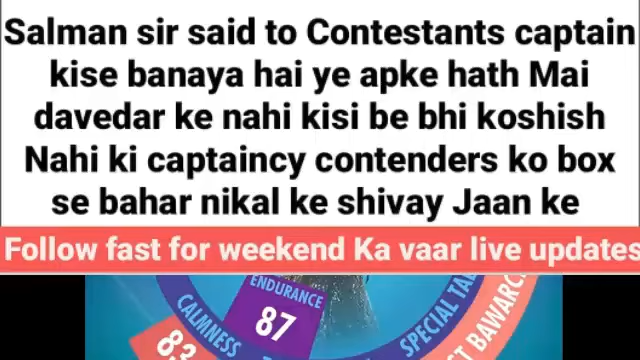 Salman sir said to Contestants captain
kise banaya hai ye apke hath Mai
davedar ke nahi kisi be bhi koshish
Nahi ki captaincy contenders ko box
se bahar nikal ke shivay Jaan ke
Follow fast for weekend Ka vaar live updates
ENDURANCE
87
CALMNESS
83
SPECIAL
BAWARC